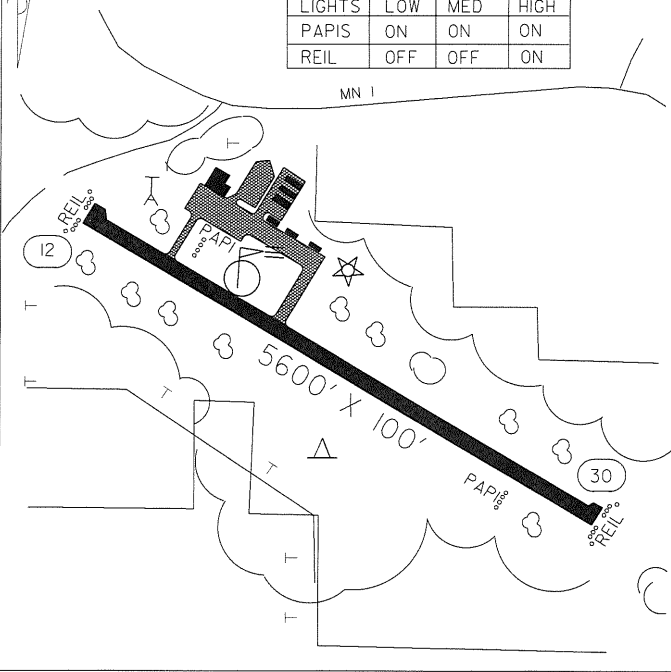 LIGHTS LOW MED HIGH
PAPIS ON ON ON
REIL OFF OFF ON
MN 1
T
T
A
REIL
PAPI
12
T
5600' X 100'
T
T
T
30
PAPI
REIL
T
T